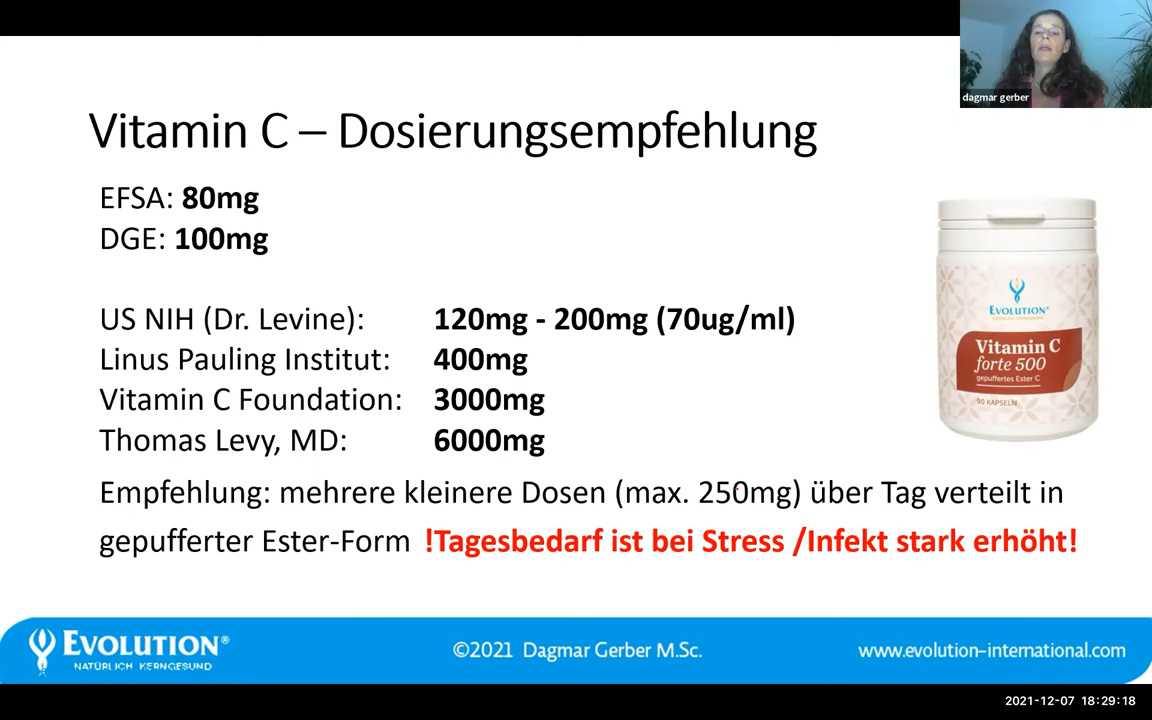 dagmar gerber
Vitamin C – Dosierungsempfehlung
EFSA: 80mg
DGE: 100mg
US NIH (Dr. Levine): 120mg - 200mg (70ug/ml)
Linus Pauling Institut: 400mg
Vitamin C Foundation: 3000mg
Thomas Levy, MD: 6000mg
Empfehlung: mehrere kleinere Dosen (max. 250mg) über Tag verteilt in
gepufferter Ester-Form !Tagesbedarf ist bei Stress /Infekt stark erhöht!
EVOLUTION®
Vitamin C
forte 500
gepuffertes Ester C
90 KAPSELN
EVOLUTION®
NATÜRLICH KERNGESUND
©2021 Dagmar Gerber M.Sc.
www.evolution-international.com
2021-12-07 18:29:18